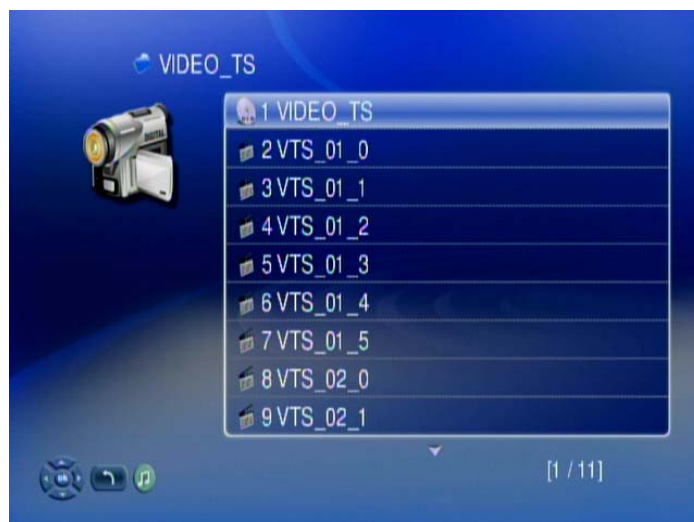 VIDEO_TS
1 VIDEO_TS
2 VTS_01_0
3 VTS_01_1
4 VTS_01_2
5 VTS_01_3
6 VTS_01_4
7 VTS_01_5
8 VTS_02_0
9 VTS_02_1
[1 / 11]